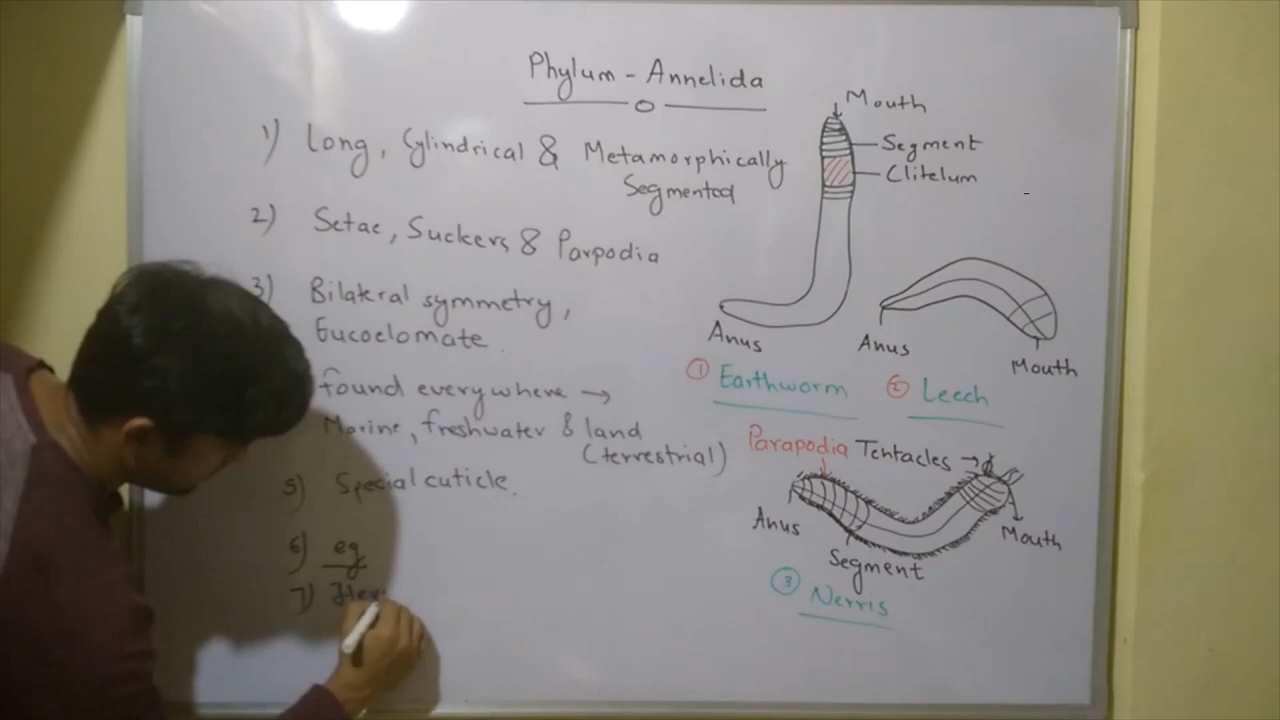 Phylum - Annelida
1) Long, Cylindrical & Metamorphically
Segmented
2) Setae, Suckers & Parpodia
3) Bilateral symmetry,
Eucoelomate
found everywhere →
Marine, freshwater & land
(terrestrial)
5) Special cuticle.
6) eg
7)
Mouth
Segment
Clitelum
Anus
① Earthworm
Anus
Mouth
② Leech
Parapodia Tentacles →
Anus
Mouth
Segment
③ Nerris